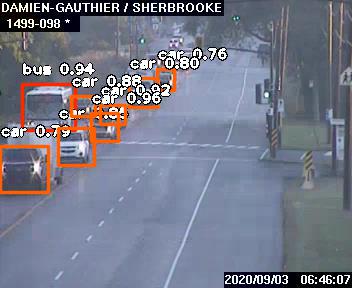 DAMIEN-GAUTHIER / SHERBROOKE
1499-098 *
car 0.76
car 0.80
bus 0.94
car 0.88
car 0.92
car 0.96
car 0.79
2020/09/03 06:46:07